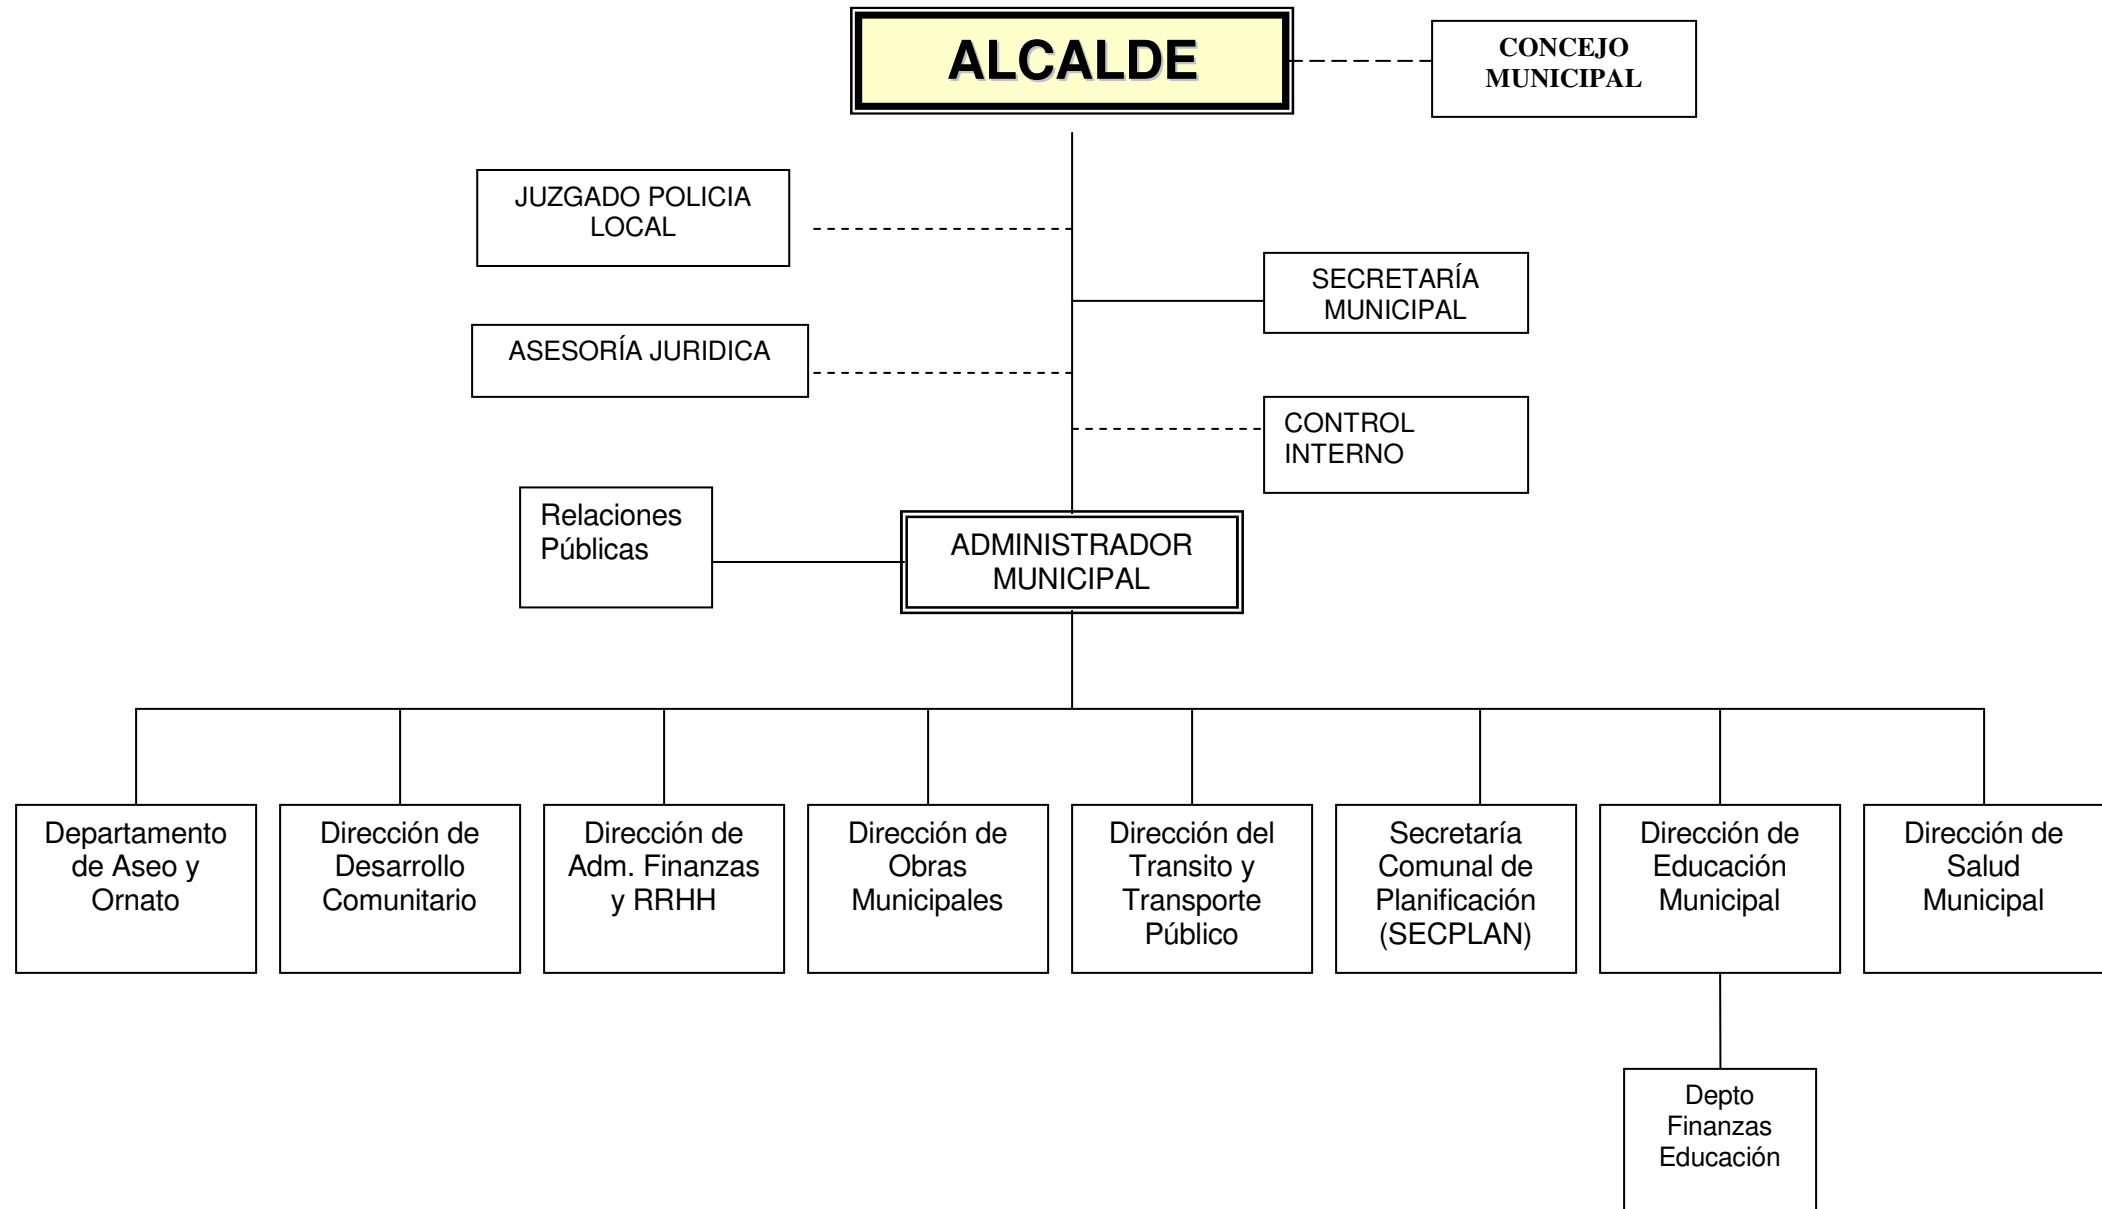 ALCALDE
CONCEJO
MUNICIPAL
JUZGADO POLICIA
LOCAL
SECRETARÍA
MUNICIPAL
ASESORÍA JURIDICA
CONTROL
INTERNO
Relaciones
Públicas
ADMINISTRADOR
MUNICIPAL
Departamento
de Aseo y
Ornato
Dirección de
Desarrollo
Comunitario
Dirección de
Adm. Finanzas
y RRHH
Dirección de
Obras
Municipales
Dirección del
Transito y
Transporte
Público
Secretaría
Comunal de
Planificación
(SECPLAN)
Dirección de
Educación
Municipal
Dirección de
Salud
Municipal
Depto
Finanzas
Educación